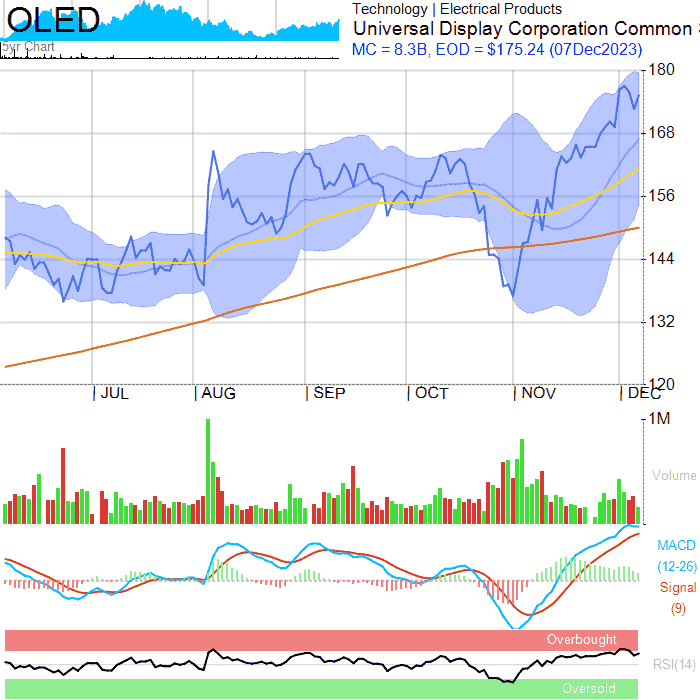 OLED
5yr Chart
Technology | Electrical Products
Universal Display Corporation Common
MC = 8.3B, EOD = $175.24 (07Dec2023)
180
168
156
144
132
120
| JUL | AUG | SEP | OCT | NOV | DEC
1M
Volume
MACD
(12-26)
Signal
(9)
Overbought
RSI(14)
Oversold